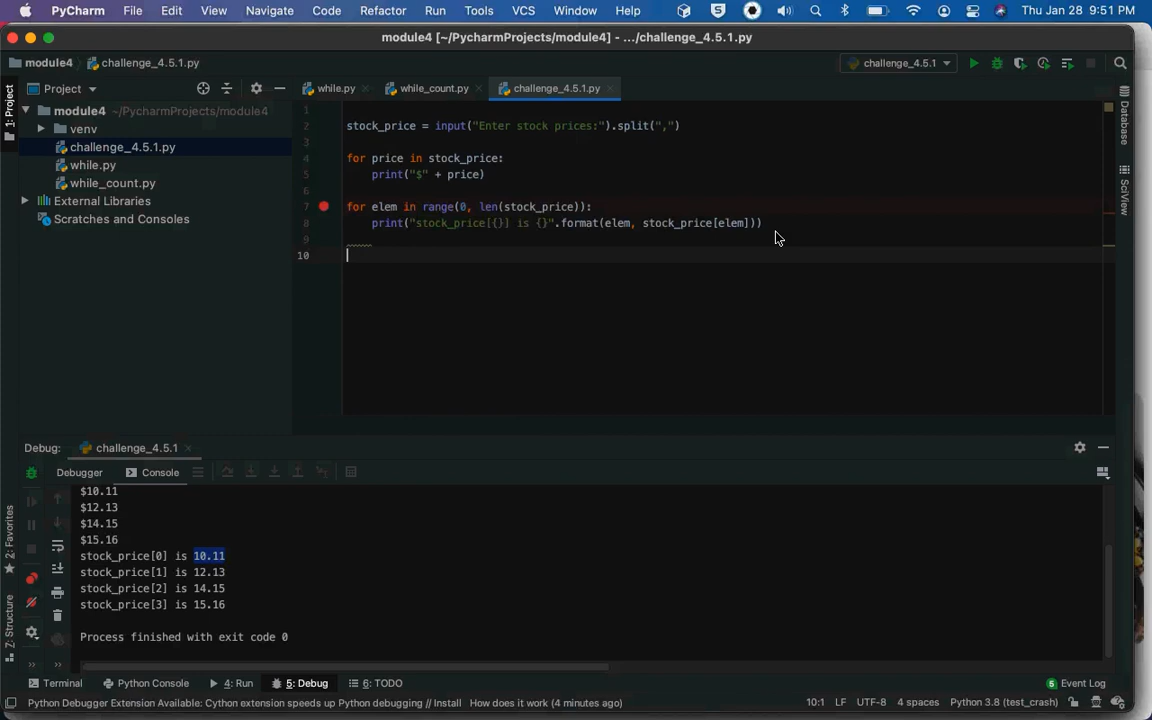 PyCharm File Edit View Navigate Code Refactor Run Tools VCS Window Help S Thu Jan 28 9:51 PM
module4 [~/PycharmProjects/module4] - .../challenge_4.5.1.py
module4 challenge_4.5.1.py challenge_4.5.1
1: Project
Project while.py while_count.py challenge_4.5.1.py
Database
module4 ~/PycharmProjects/module4
venv
challenge_4.5.1.py
while.py
while_count.py
External Libraries
Scratches and Consoles
SciView
1
2 stock_price = input("Enter stock prices:").split(",")
3
4 for price in stock_price:
5 print("$" + price)
6
7 for elem in range(0, len(stock_price)):
8 print("stock_price[{}] is {}".format(elem, stock_price[elem]))
9
10
Debug: challenge_4.5.1
Debugger Console
$10.11
$12.13
$14.15
$15.16
stock_price[0] is 10.11
stock_price[1] is 12.13
stock_price[2] is 14.15
stock_price[3] is 15.16
Process finished with exit code 0
2: Favorites
Z: Structure
Terminal Python Console 4: Run 5: Debug 6: TODO 5 Event Log
Python Debugger Extension Available: Cython extension speeds up Python debugging // Install How does it work (4 minutes ago) 10:1 LF UTF-8 4 spaces Python 3.8 (test_crash)